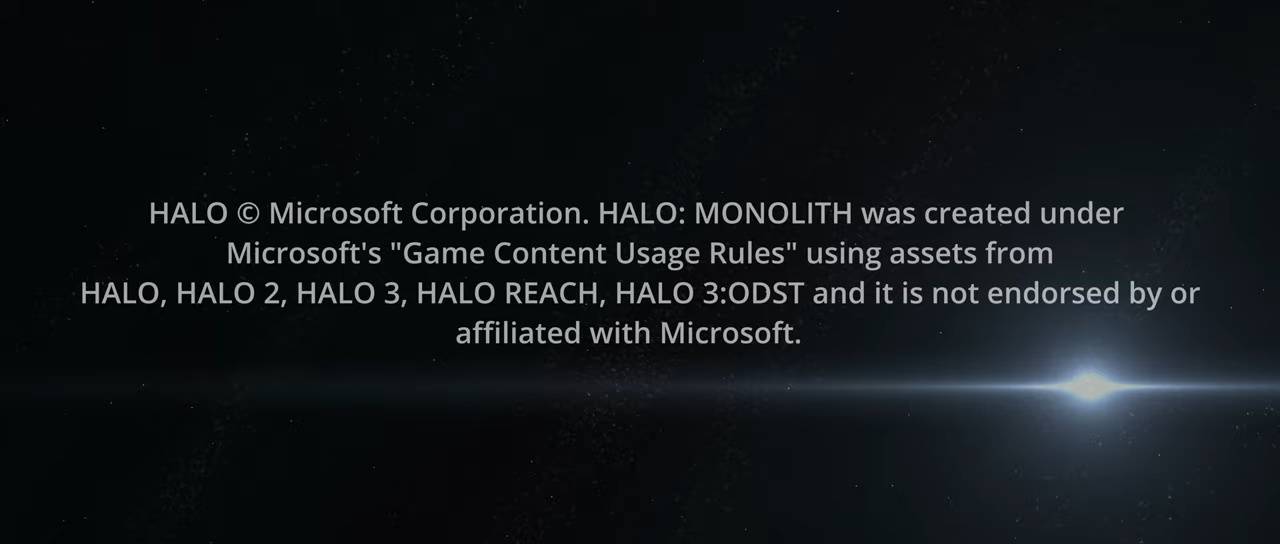 HALO © Microsoft Corporation. HALO: MONOLITH was created under
Microsoft's "Game Content Usage Rules" using assets from
HALO, HALO 2, HALO 3, HALO REACH, HALO 3:ODST and it is not endorsed by or
affiliated with Microsoft.